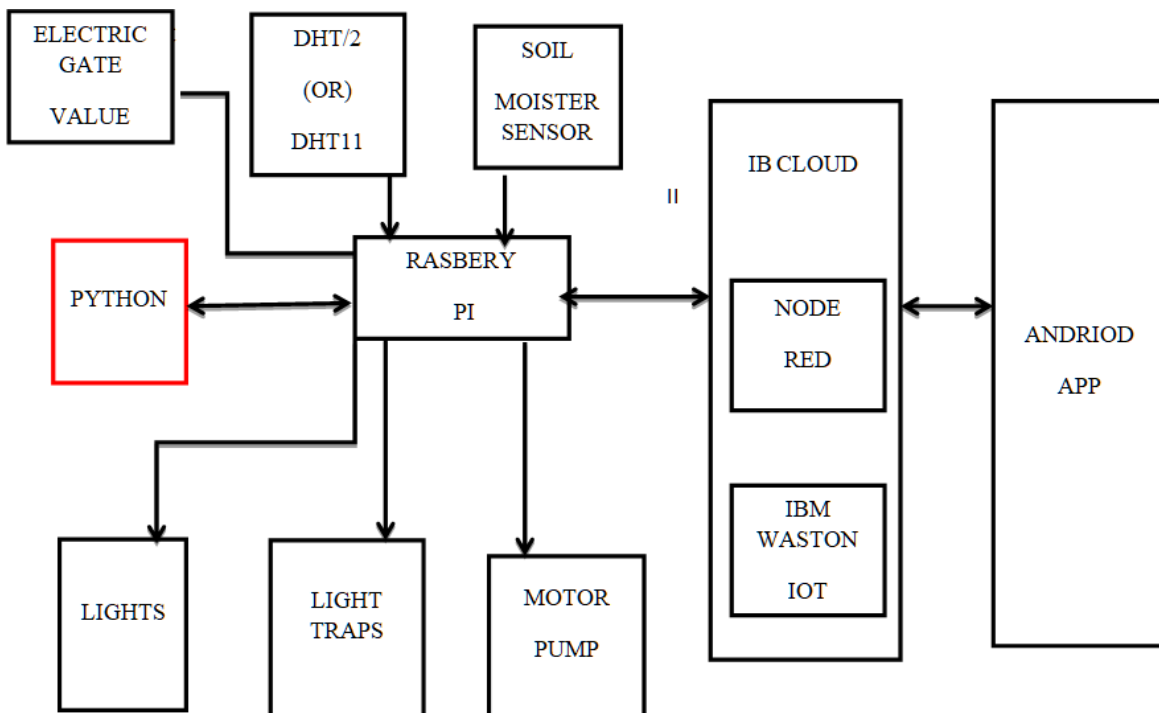 ELECTRIC
GATE
VALUE
DHT/2
(OR)
DHT11
SOIL
MOISTER
SENSOR
IB CLOUD
II
RASBERY
PI
PYTHON
NODE
RED
ANDRIOD
APP
IBM
WASTON
IOT
LIGHTS
LIGHT
TRAPS
MOTOR
PUMP